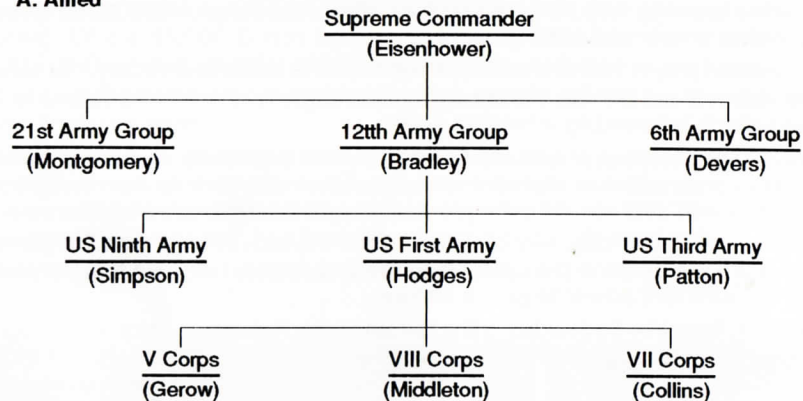 A: Allied
Supreme Commander
(Eisenhower)
21st Army Group
(Montgomery)
12tth Army Group
(Bradley)
6th Army Group
(Devers)
US Ninth Army
(Simpson)
US First Army
(Hodges)
US Third Army
(Patton)
V Corps
(Gerow)
VIII Corps
(Middleton)
VII Corps
(Collins)